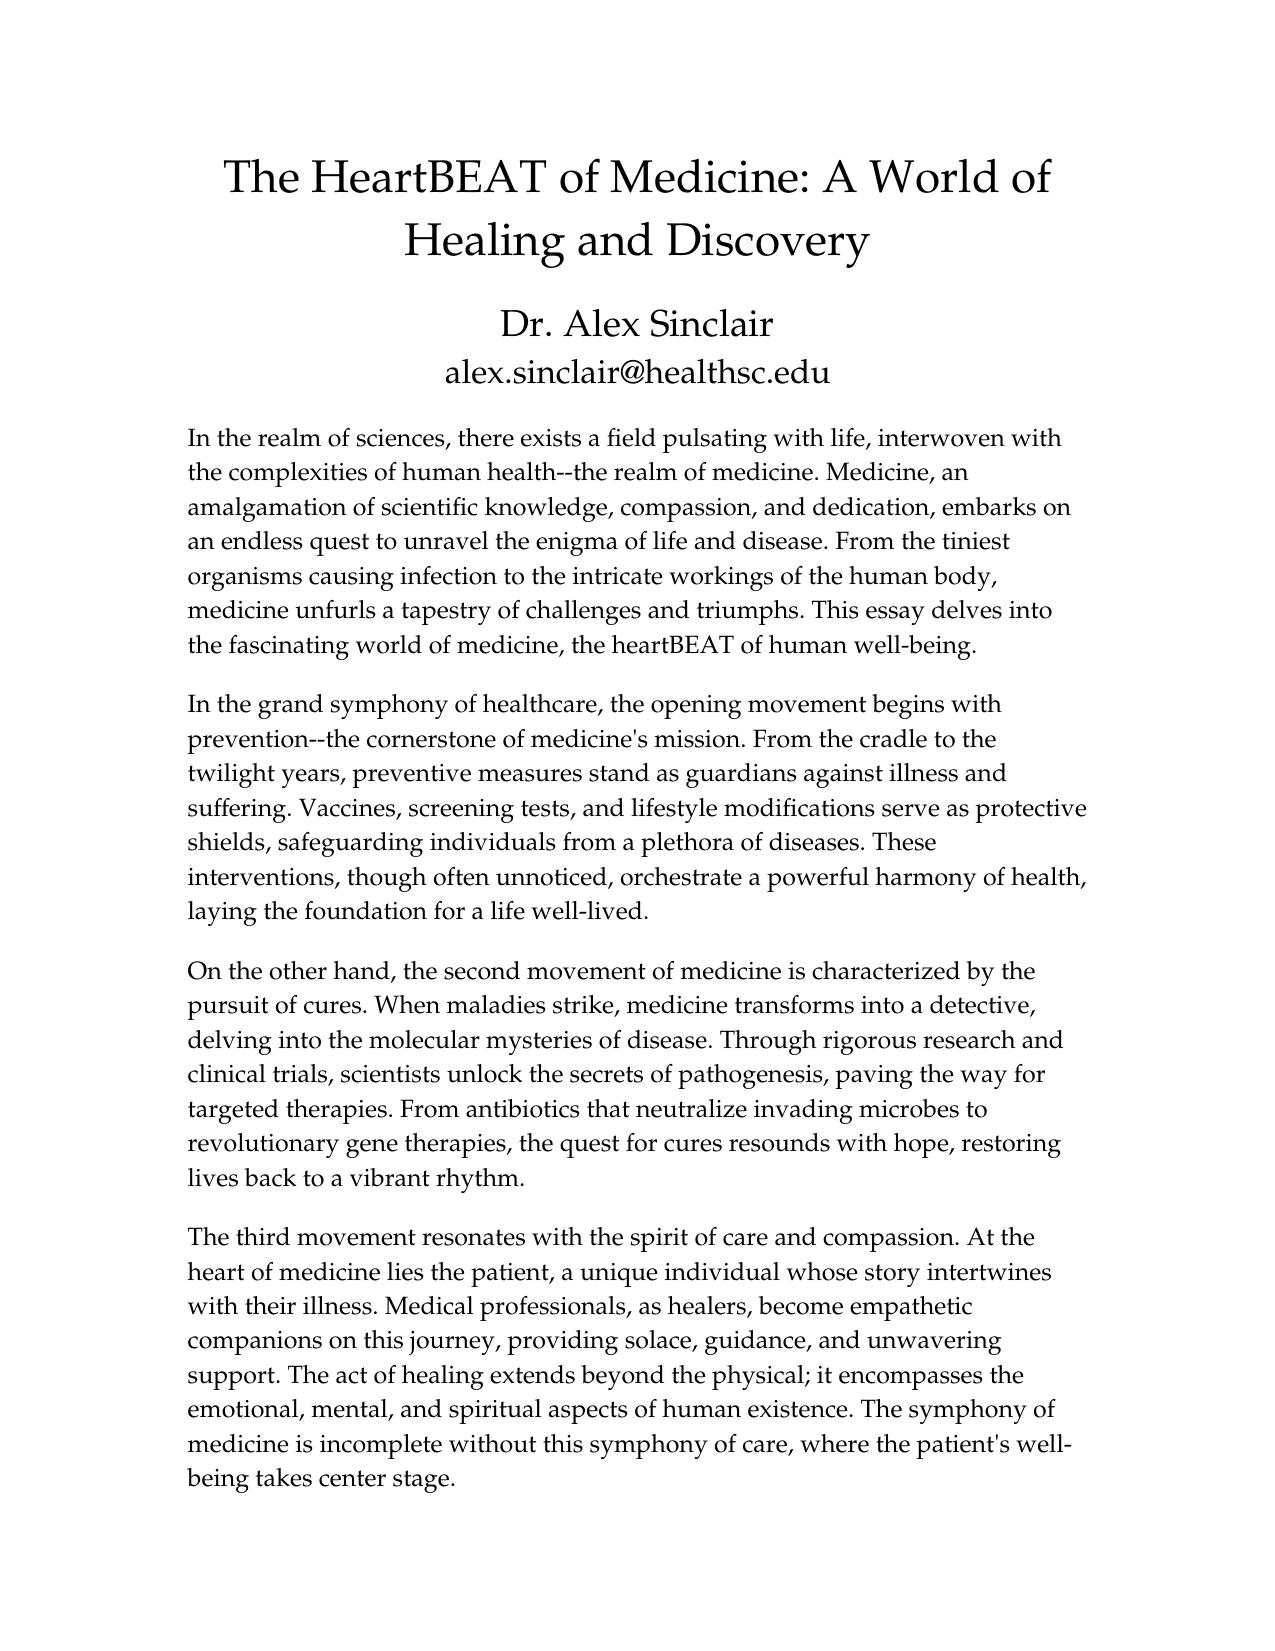 The HeartBEAT of Medicine: A World of
Healing and Discovery
Dr. Alex Sinclair
alex.sinclair@healthsc.edu
In the realm of sciences, there exists a field pulsating with life, interwoven with
the complexities of human health--the realm of medicine. Medicine, an
amalgamation of scientific knowledge, compassion, and dedication, embarks on
an endless quest to unravel the enigma of life and disease. From the tiniest
organisms causing infection to the intricate workings of the human body,
medicine unfurls a tapestry of challenges and triumphs. This essay delves into
the fascinating world of medicine, the heartBEAT of human well-being.
In the grand symphony of healthcare, the opening movement begins with
prevention--the cornerstone of medicine's mission. From the cradle to the
twilight years, preventive measures stand as guardians against illness and
suffering. Vaccines, screening tests, and lifestyle modifications serve as protective
shields, safeguarding individuals from a plethora of diseases. These
interventions, though often unnoticed, orchestrate a powerful harmony of health,
laying the foundation for a life well-lived.
On the other hand, the second movement of medicine is characterized by the
pursuit of cures. When maladies strike, medicine transforms into a detective,
delving into the molecular mysteries of disease. Through rigorous research and
clinical trials, scientists unlock the secrets of pathogenesis, paving the way for
targeted therapies. From antibiotics that neutralize invading microbes to
revolutionary gene therapies, the quest for cures resounds with hope, restoring
lives back to a vibrant rhythm.
The third movement resonates with the spirit of care and compassion. At the
heart of medicine lies the patient, a unique individual whose story intertwines
with their illness. Medical professionals, as healers, become empathetic
companions on this journey, providing solace, guidance, and unwavering
support. The act of healing extends beyond the physical; it encompasses the
emotional, mental, and spiritual aspects of human existence. The symphony of
medicine is incomplete without this symphony of care, where the patient's well-
being takes center stage.